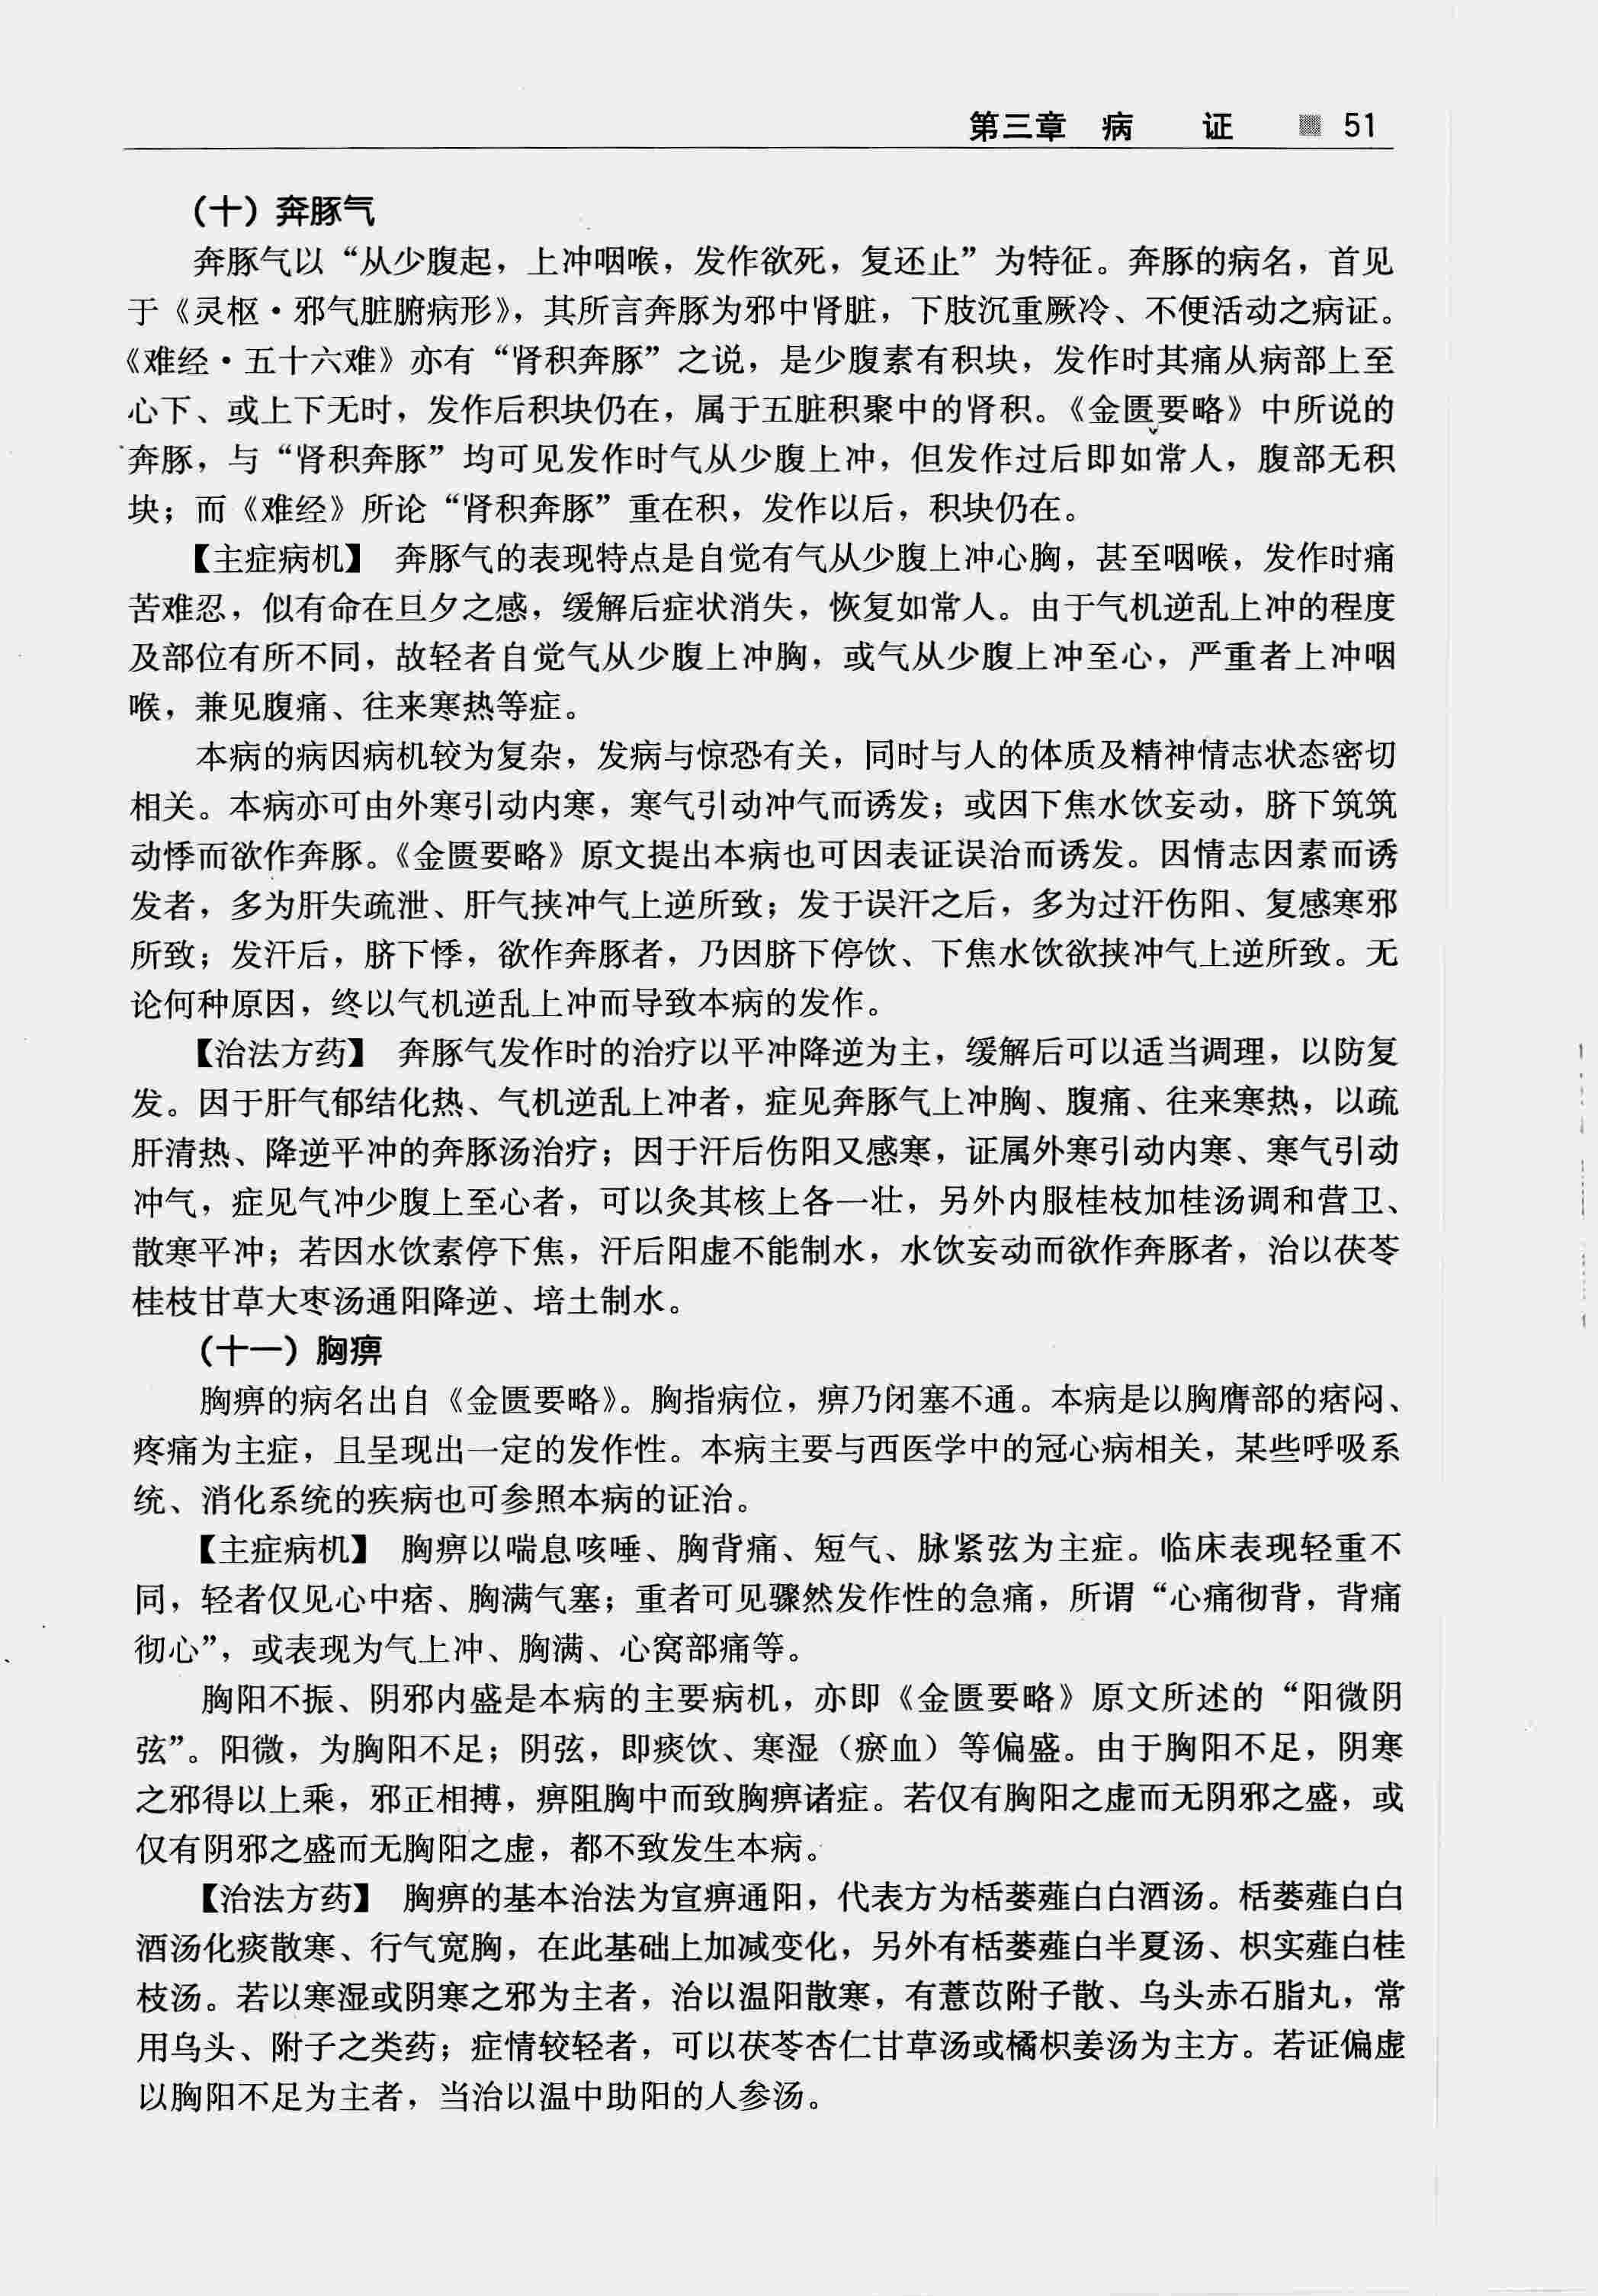 第三章 病 证 51
（十）奔豚气
奔豚气以“从少腹起，上冲咽喉，发作欲死，复还止”为特征。奔豚的病名，首见
于《灵枢·邪气脏腑病形》，其所言奔豚为邪中肾脏，下肢沉重厥冷、不便活动之病证。
《难经·五十六难》亦有“肾积奔豚”之说，是少腹素有积块，发作时其痛从病部上至
心下、或上下无时，发作后积块仍在，属于五脏积聚中的肾积。《金匮要略》中所说的
奔豚，与“肾积奔豚”均可见发作时气从少腹上冲，但发作过后即如常人，腹部无积
块；而《难经》所论“肾积奔豚”重在积，发作以后，积块仍在。
【主症病机】 奔豚气的表现特点是自觉有气从少腹上冲心胸，甚至咽喉，发作时痛
苦难忍，似有命在旦夕之感，缓解后症状消失，恢复如常人。由于气机逆乱上冲的程度
及部位有所不同，故轻者自觉气从少腹上冲胸，或气从少腹上冲至心，严重者上冲咽
喉，兼见腹痛、往来寒热等症。
本病的病因病机较为复杂，发病与惊恐有关，同时与人的体质及精神情志状态密切
相关。本病亦可由外寒引动内寒，寒气引动冲气而诱发；或因下焦水饮妄动，脐下筑筑
动悸而欲作奔豚。《金匮要略》原文提出本病也可因表证误治而诱发。因情志因素而诱
发者，多为肝失疏泄、肝气挟冲气上逆所致；发于误汗之后，多为过汗伤阳、复感寒邪
所致；发汗后，脐下悸，欲作奔豚者，乃因脐下停饮、下焦水饮欲挟冲气上逆所致。无
论何种原因，终以气机逆乱上冲而导致本病的发作。
【治法方药】 奔豚气发作时的治疗以平冲降逆为主，缓解后可以适当调理，以防复
发。因于肝气郁结化热、气机逆乱上冲者，症见奔豚气上冲胸、腹痛、往来寒热，以疏
肝清热、降逆平冲的奔豚汤治疗；因于汗后伤阳又感寒，证属外寒引动内寒、寒气引动
冲气，症见气冲少腹上至心者，可以灸其核上各一壮，另外内服桂枝加桂汤调和营卫、
散寒平冲；若因水饮素停下焦，汗后阳虚不能制水，水饮妄动而欲作奔豚者，治以茯苓
桂枝甘草大枣汤通阳降逆、培土制水。
（十一）胸痹
胸痹的病名出自《金匮要略》。胸指病位，痹乃闭塞不通。本病是以胸膺部的痞闷、
疼痛为主症，且呈现出一定的发作性。本病主要与西医学中的冠心病相关，某些呼吸系
统、消化系统的疾病也可参照本病的证治。
【主症病机】 胸痹以喘息咳唾、胸背痛、短气、脉紧弦为主症。临床表现轻重不
同，轻者仅见心中痞、胸满气塞；重者可见骤然发作性的急痛，所谓“心痛彻背，背痛
彻心”，或表现为气上冲、胸满、心窝部痛等。
胸阳不振、阴邪内盛是本病的主要病机，亦即《金匮要略》原文所述的“阳微阴
弦”。阳微，为胸阳不足；阴弦，即痰饮、寒湿（瘀血）等偏盛。由于胸阳不足，阴寒
之邪得以上乘，邪正相搏，痹阻胸中而致胸痹诸症。若仅有胸阳之虚而无阴邪之盛，或
仅有阴邪之盛而无胸阳之虚，都不致发生本病。
【治法方药】 胸痹的基本治法为宣痹通阳，代表方为栝蒌薤白白酒汤。栝蒌薤白白
酒汤化痰散寒、行气宽胸，在此基础上加减变化，另外有栝蒌薤白半夏汤、枳实薤白桂
枝汤。若以寒湿或阴寒之邪为主者，治以温阳散寒，有薏苡附子散、乌头赤石脂丸，常
用乌头、附子之类药；症情较轻者，可以茯苓杏仁甘草汤或橘枳姜汤为主方。若证偏虚
以胸阳不足为主者，当治以温中助阳的人参汤。